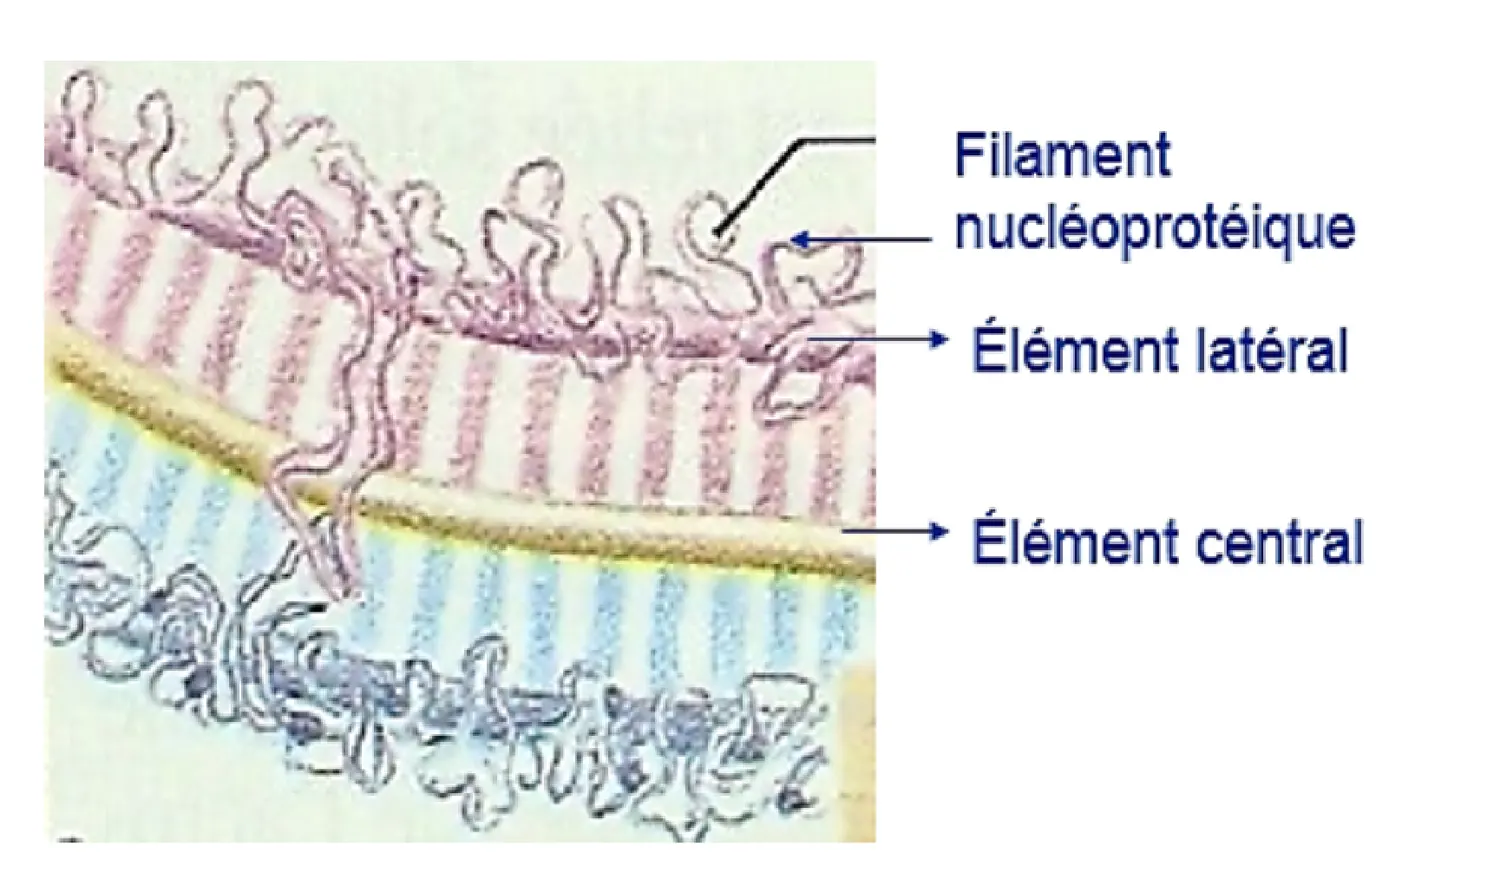 Filament
nucléoprotéique
Élément latéral
Élément central